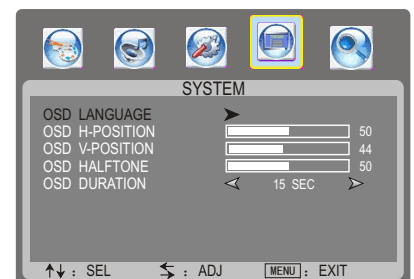 SYSTEM
OSD LANGUAGE
OSD H-POSITION 50
OSD V-POSITION 44
OSD HALFTONE 50
OSD DURATION 15 SEC
: SEL : ADJ MENU : EXIT